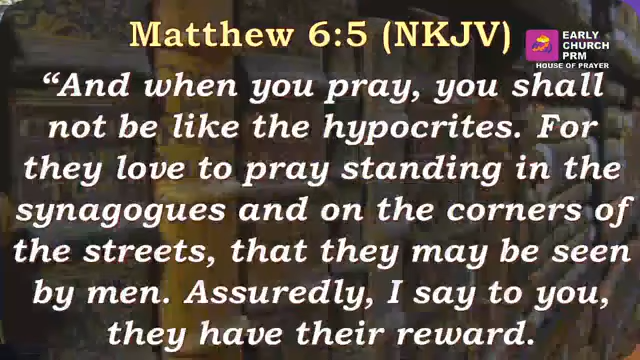 Matthew 6:5 (NKJV)
EARLY
CHURCH
PRM
HOUSE OF PRAYER
“And when you pray, you shall
not be like the hypocrites. For
they love to pray standing in the
synagogues and on the corners of
the streets, that they may be seen
by men. Assuredly, I say to you,
they have their reward.